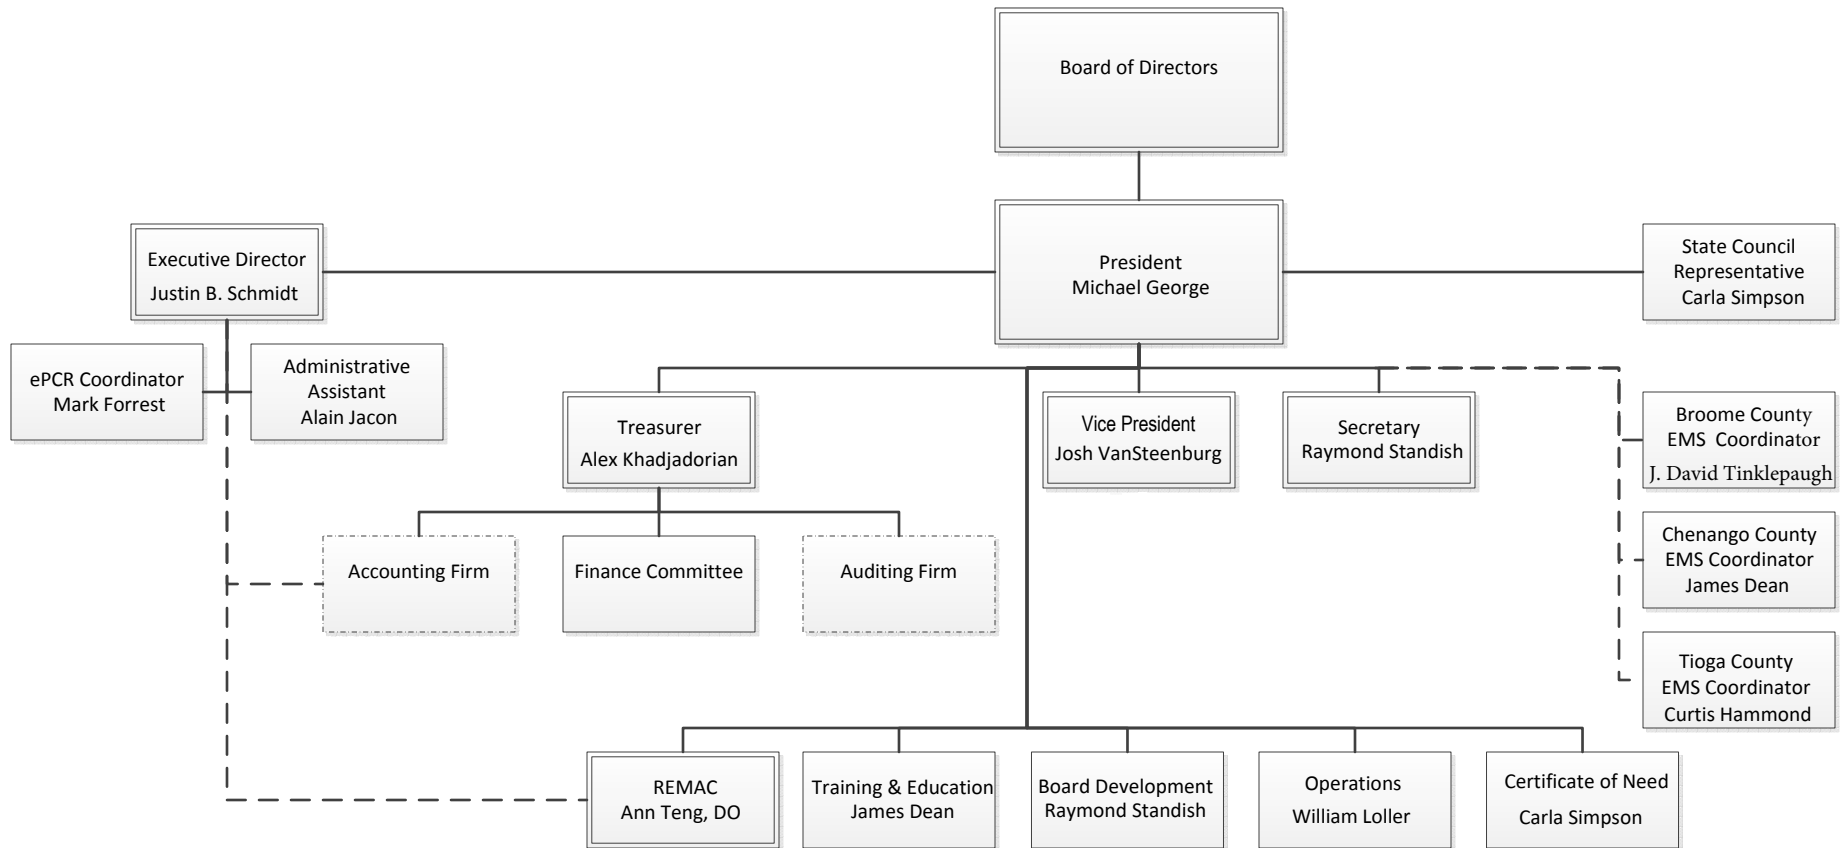 Board of Directors
Executive Director
Justin B. Schmidt
President
Michael George
State Council
Representative
Carla Simpson
ePCR Coordinator
Mark Forrest
Administrative
Assistant
Alain Jacon
Treasurer
Alex Khadjadorian
Vice President
Josh VanSteenburg
Secretary
Raymond Standish
Broome County
EMS Coordinator
J. David Tinklepaugh
Accounting Firm
Finance Committee
Auditing Firm
Chenango County
EMS Coordinator
James Dean
Tioga County
EMS Coordinator
Curtis Hammond
REMAC
Ann Teng, DO
Training & Education
James Dean
Board Development
Raymond Standish
Operations
William Loller
Certificate of Need
Carla Simpson